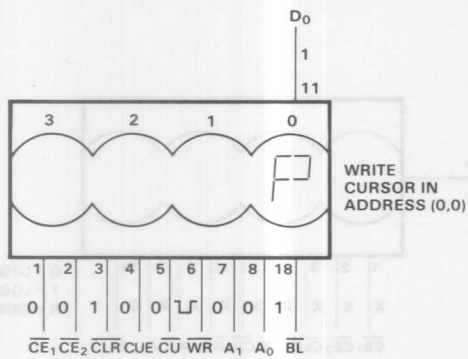 D0
1
11
3 2 1 0
WRITE
CURSOR IN
ADDRESS (0,0)
1 2 3 4 5 6 7 8 18
0 0 1 0 0 0 0 1
CE1 CE2 CLR CUE CU WR A1 A0 BL